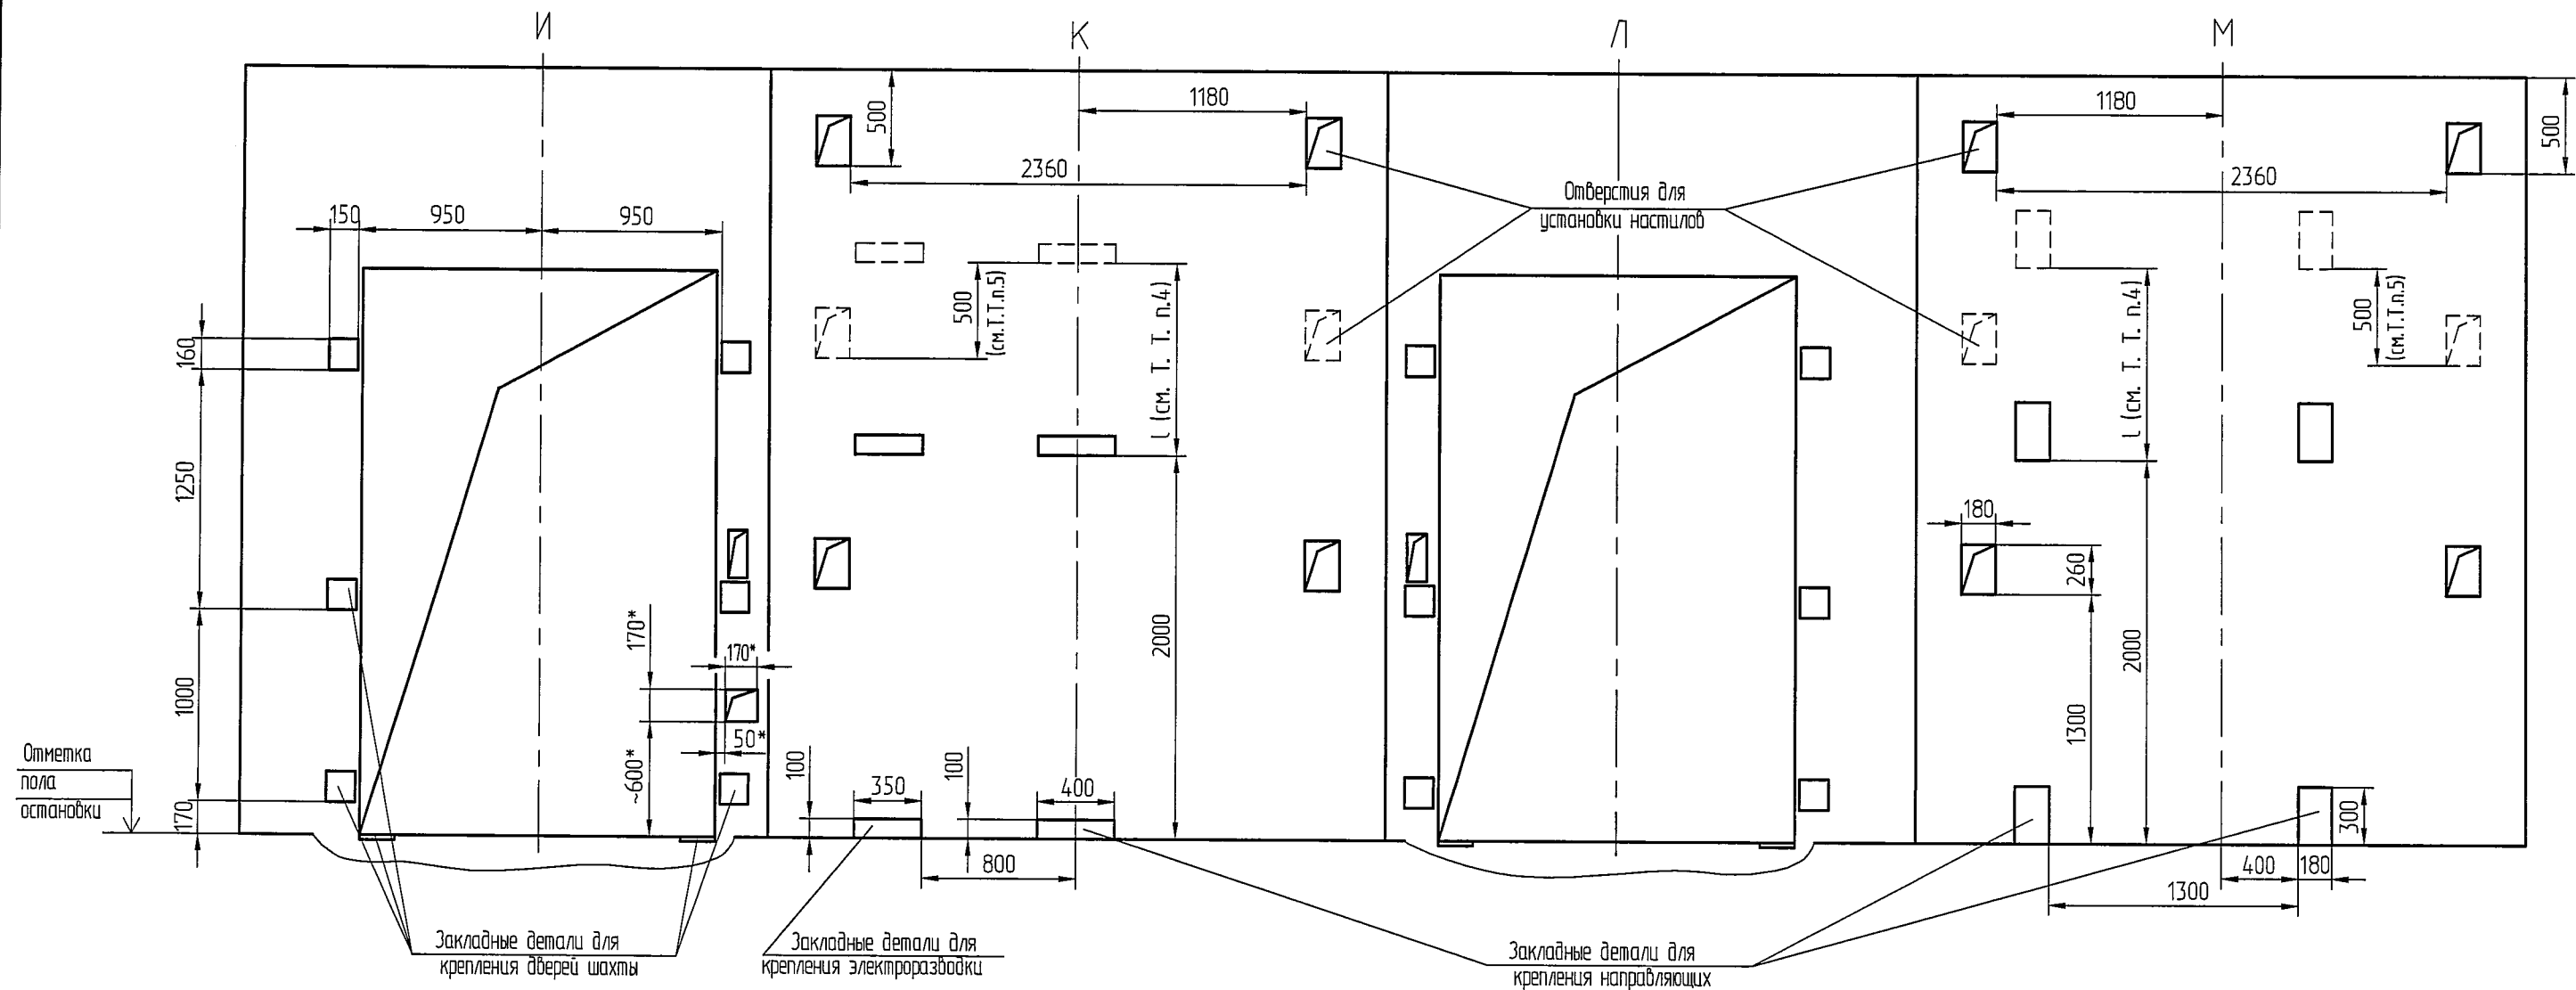 И
К
Л
М
1180
500
2360
1180
500
2360
Отверстия для
установки настилов
150
950
950
500
(см.Т.Т.п.5)
l (см. Т. Т. п.4)
l (см. Т. Т. п.4)
500
(см.Т.Т.п.5)
160
1250
1000
170
180
260
1300
2000
2000
170*
170*
50*
~600*
Отметка
пола
остановки
100
350
100
400
800
300
400
180
1300
Закладные детали для
крепления дверей шахты
Закладные детали для
крепления электроразводки
Закладные детали для
крепления направляющих